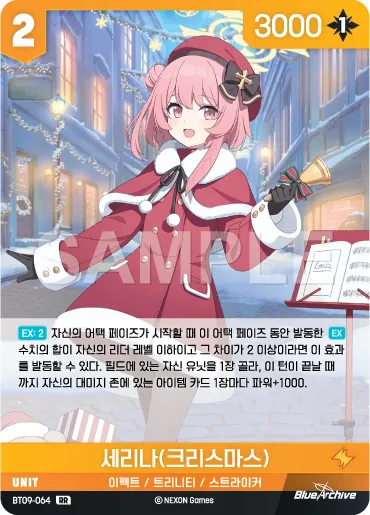 2
3000 1
SAMPLE
EX: 2 자신의 어택 페이즈가 시작할 때 이 어택 페이즈 동안 발동한 EX
수치의 합이 자신의 리더 레벨 이하이고 그 차이가 2 이상이라면 이 효과
를 발동할 수 있다. 필드에 있는 자신 유닛을 1장 골라, 이 턴이 끝날 때
까지 자신의 대미지 존에 있는 아이템 카드 1장마다 파워+1000.
세리나(크리스마스)
UNIT
이팩트 / 트리니티 / 스트라이커
BT09-064 RR
© NEXON Games
BlueArchive